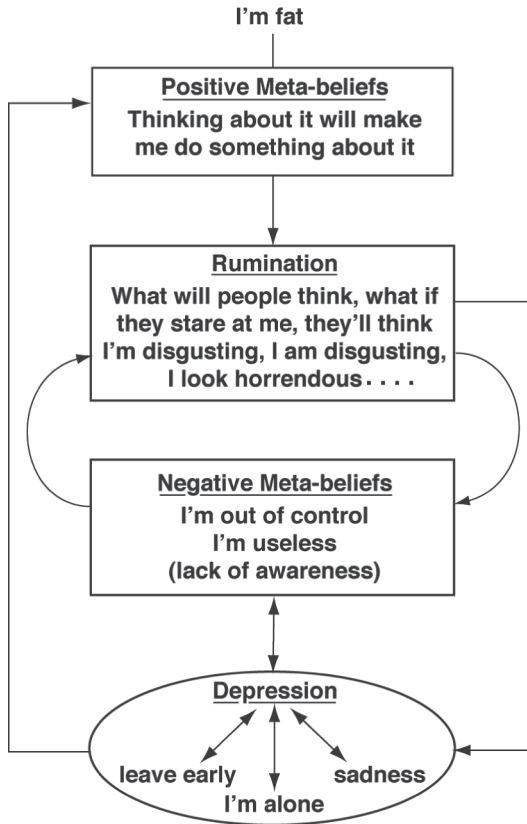 I'm fat
Positive Meta-beliefs
Thinking about it will make
me do something about it
Rumination
What will people think, what if
they stare at me, they'll think
I'm disgusting, I am disgusting,
I look horrendous . . . .
Negative Meta-beliefs
I'm out of control
I'm useless
(lack of awareness)
Depression
leave early
sadness
I'm alone